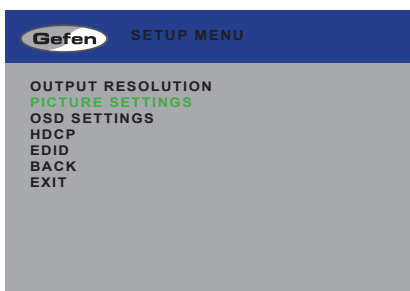 Gefen SETUP MENU
OUTPUT RESOLUTION
PICTURE SETTINGS
OSD SETTINGS
HDCP
EDID
BACK
EXIT